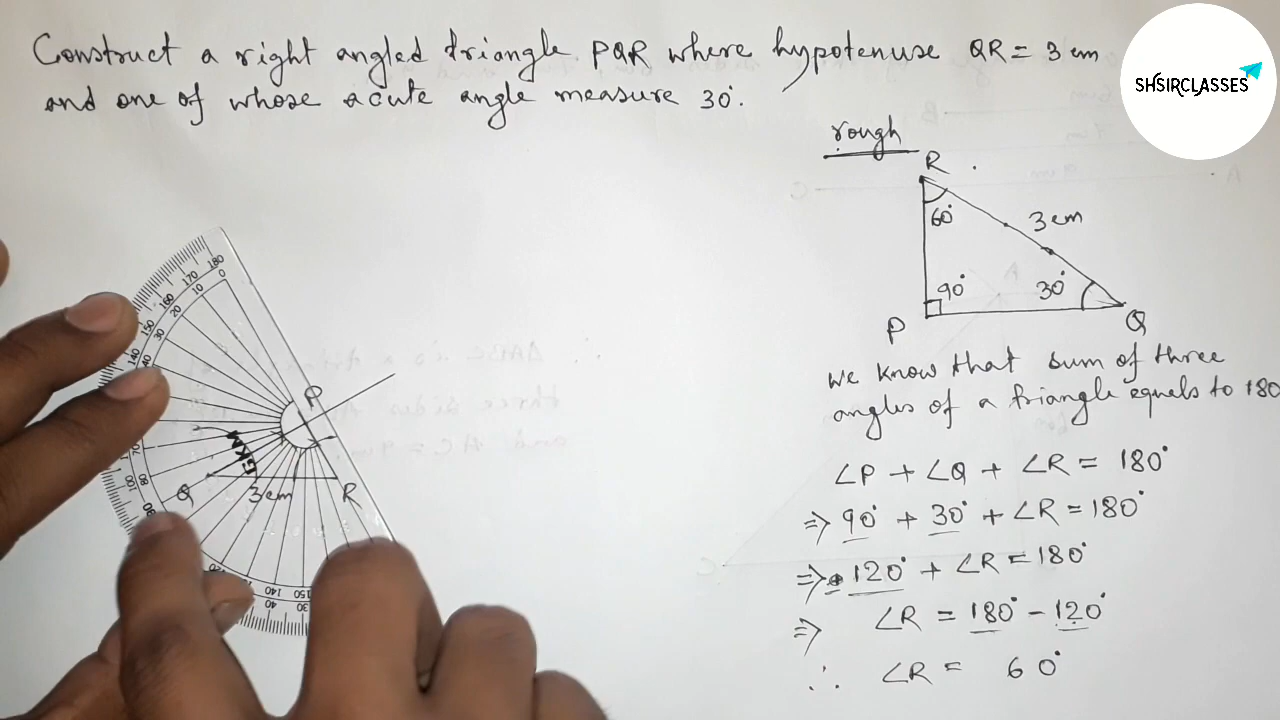 Construct a right angled triangle PQR where hypotenuse QR = 3 cm
and one of whose acute angle measure 30°.
SHSIRCLASSES
rough
R
60°
3 cm
90°
30°
P
Q
we know that sum of three
angles of a triangle equals to 180
∠P + ∠Q + ∠R = 180°
⇒ 90° + 30° + ∠R = 180°
⇒ 120° + ∠R = 180°
⇒ ∠R = 180° - 120°
∴ ∠R = 60°
P
GKM
Q
3 cm
R